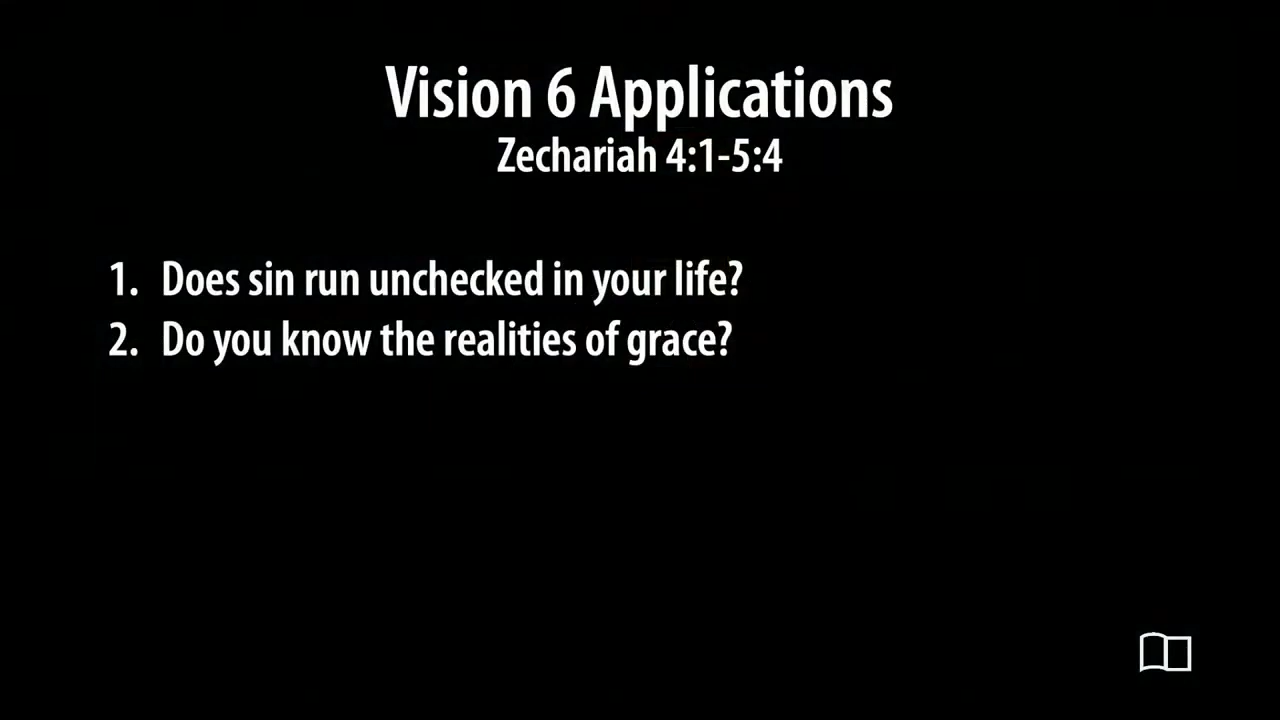 Vision 6 Applications
Zechariah 4:1-5:4
1. Does sin run unchecked in your life?
2. Do you know the realities of grace?